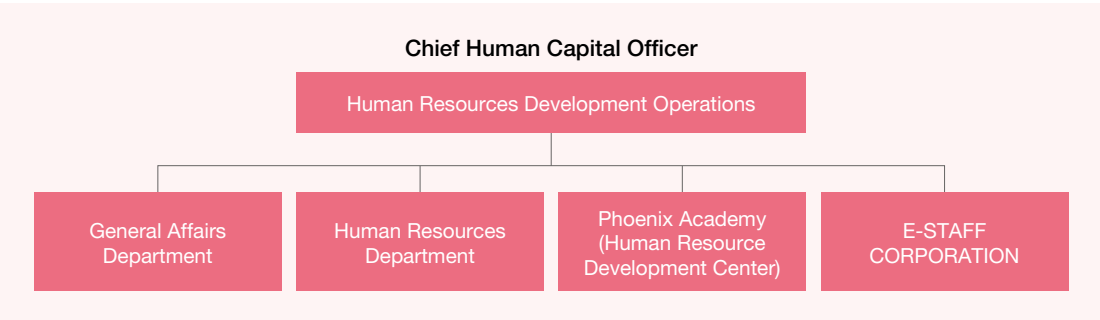 Chief Human Capital Officer
Human Resources Development Operations
General Affairs
Department
Human Resources
Department
Phoenix Academy
(Human Resource
Development Center)
E-STAFF
CORPORATION